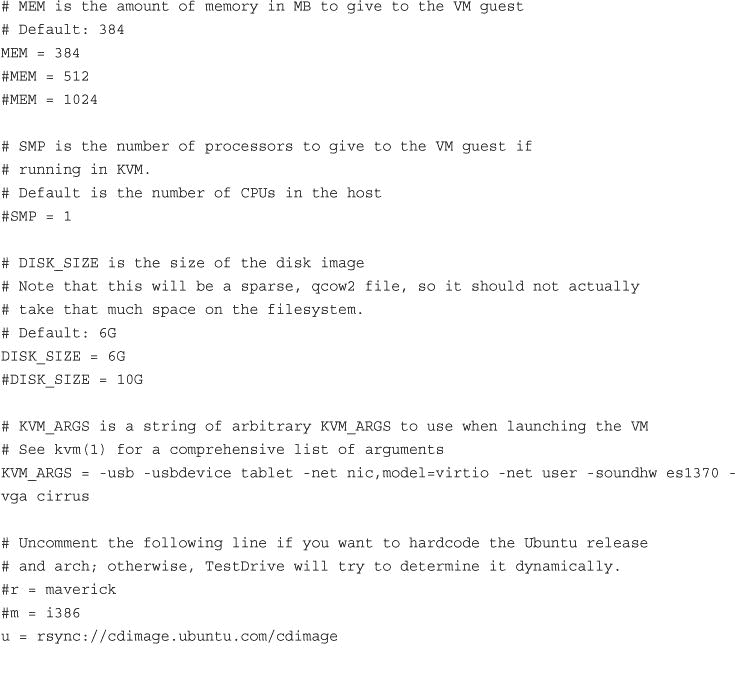 # MEM is the amount of memory in MB to give to the VM guest
# Default: 384
MEM = 384
#MEM = 512
#MEM = 1024
# SMP is the number of processors to give to the VM guest if
# running in KVM.
# Default is the number of CPUs in the host
#SMP = 1
# DISK_SIZE is the size of the disk image
# Note that this will be a sparse, qcow2 file, so it should not actually
# take that much space on the filesystem.
# Default: 6G
DISK_SIZE = 6G
#DISK_SIZE = 10G
# KVM_ARGS is a string of arbitrary KVM_ARGS to use when launching the VM
# See kvm(1) for a comprehensive list of arguments
KVM_ARGS = -usb -usbdevice tablet -net nic,model=virtio -net user -soundhw es1370 -
vga cirrus
# Uncomment the following line if you want to hardcode the Ubuntu release
# and arch; otherwise, TestDrive will try to determine it dynamically.
#r = maverick
#m = i386
u = rsync://cdimage.ubuntu.com/cdimage